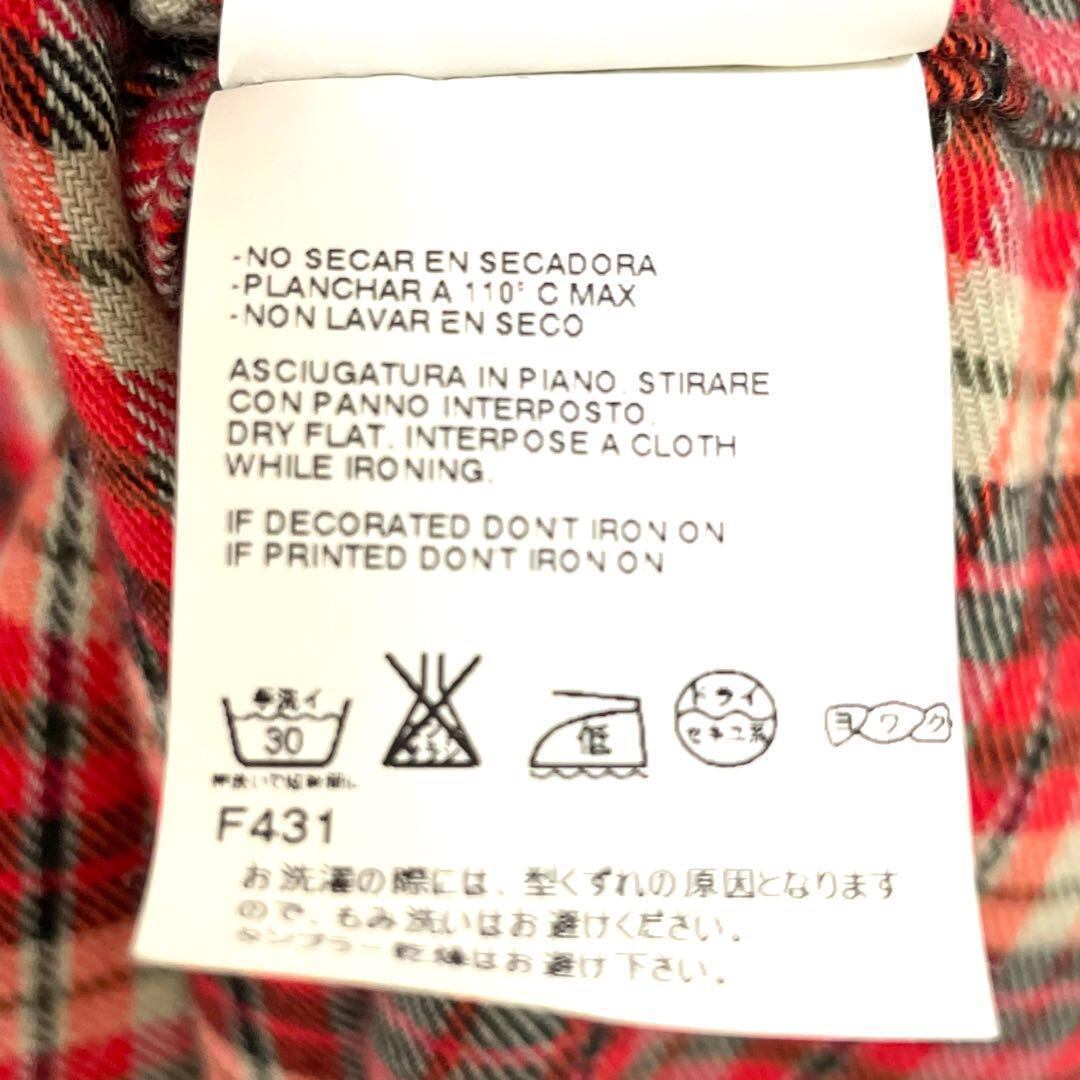 -NO SECAR EN SECADORA
-PLANCHAR A 110° C MAX
-NON LAVAR EN SECO
ASCIUGATURA IN PIANO. STIRARE
CON PANNO INTERPOSTO.
DRY FLAT. INTERPOSE A CLOTH
WHILE IRONING.
IF DECORATED DONT IRON ON
IF PRINTED DONT IRON ON
手洗イ
30
低
ドライ
セキユ系
ヨワク
F431
お洗濯の際には、型くずれの原因となります
ので、もみ洗いはお避けください。
タンブラー乾燥はお避け下さい。